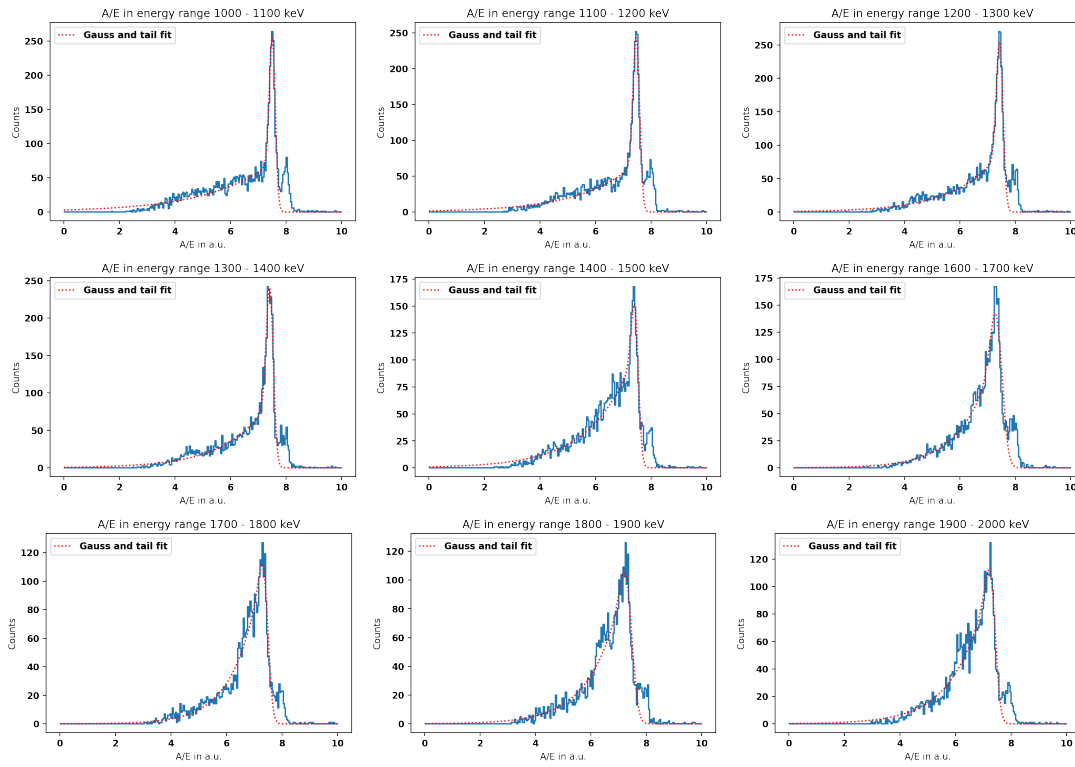 A/E in energy range 1000 - 1100 keV
Gauss and tail fit
Counts
250
200
150
100
50
0
0 2 4 6 8 10
A/E in a.u.
A/E in energy range 1100 - 1200 keV
Gauss and tail fit
Counts
250
200
150
100
50
0
0 2 4 6 8 10
A/E in a.u.
A/E in energy range 1200 - 1300 keV
Gauss and tail fit
Counts
250
200
150
100
50
0
0 2 4 6 8 10
A/E in a.u.
A/E in energy range 1300 - 1400 keV
Gauss and tail fit
Counts
250
200
150
100
50
0
0 2 4 6 8 10
A/E in a.u.
A/E in energy range 1400 - 1500 keV
Gauss and tail fit
Counts
175
150
125
100
75
50
25
0
0 2 4 6 8 10
A/E in a.u.
A/E in energy range 1600 - 1700 keV
Gauss and tail fit
Counts
175
150
125
100
75
50
25
0
0 2 4 6 8 10
A/E in a.u.
A/E in energy range 1700 - 1800 keV
Gauss and tail fit
Counts
120
100
80
60
40
20
0
0 2 4 6 8 10
A/E in a.u.
A/E in energy range 1800 - 1900 keV
Gauss and tail fit
Counts
120
100
80
60
40
20
0
0 2 4 6 8 10
A/E in a.u.
A/E in energy range 1900 - 2000 keV
Gauss and tail fit
Counts
120
100
80
60
40
20
0
0 2 4 6 8 10
A/E in a.u.